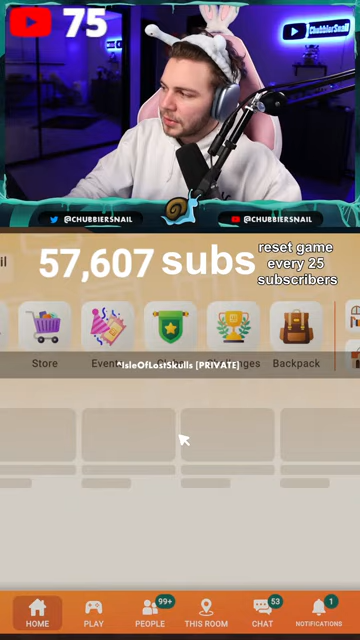 75
ChubbierSnail
@CHUBBIERSNAIL
@CHUBBIERSNAIL
57,607 subs
reset game
every 25
subscribers
Store
Backpack
^IsleOfLostSkulls [PRIVATE]
HOME
PLAY
99+
PEOPLE
THIS ROOM
53
CHAT
1
NOTIFICATIONS